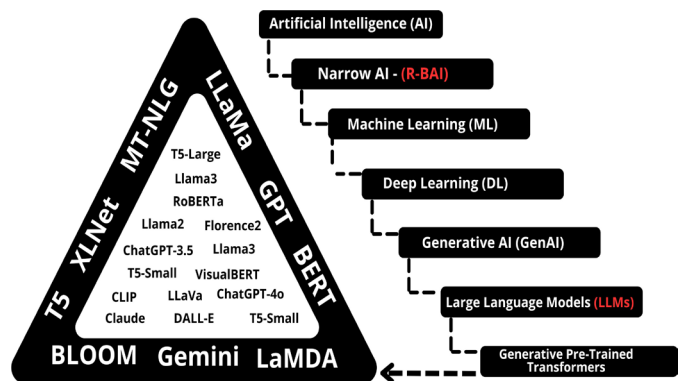 Artificial Intelligence (AI)
Narrow AI - (R-BAI)
Machine Learning (ML)
Deep Learning (DL)
Generative AI (GenAI)
Large Language Models (LLMs)
Generative Pre-Trained
Transformers
T5 XLNet MT-NLG
LLaMa GPT BERT
BLOOM Gemini LaMDA
T5-Large
Llama3
RoBERTa
Llama2 Florence2
ChatGPT-3.5 Llama3
T5-Small VisualBERT
CLIP LLaVa ChatGPT-4o
Claude DALL-E T5-Small